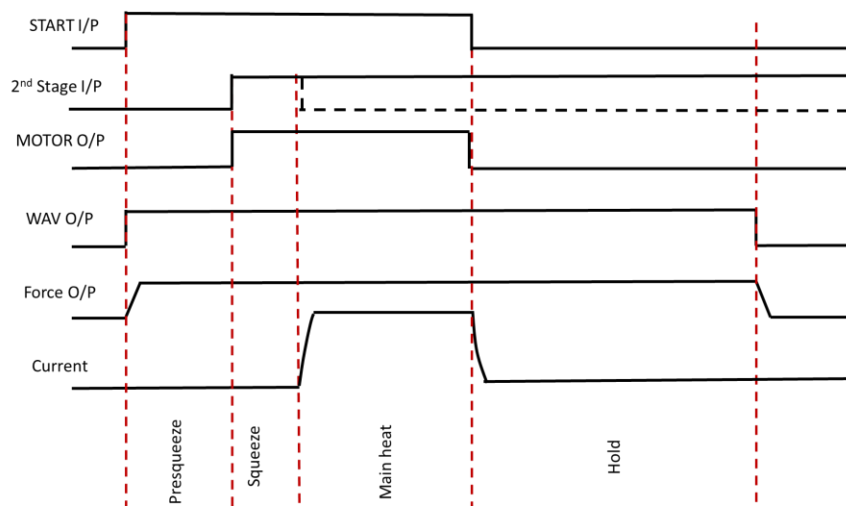 START I/P
2nd Stage I/P
MOTOR O/P
WAV O/P
Force O/P
Current
Presqueeze
Squeeze
Main heat
Hold